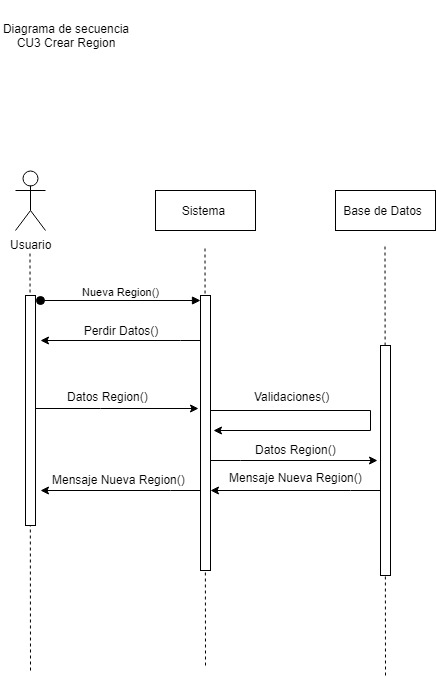 Diagrama de secuencia
CU3 Crear Region
Sistema
Base de Datos
Usuario
Nueva Region()
Perdir Datos()
Datos Region()
Validaciones()
Datos Region()
Mensaje Nueva Region()
Mensaje Nueva Region()